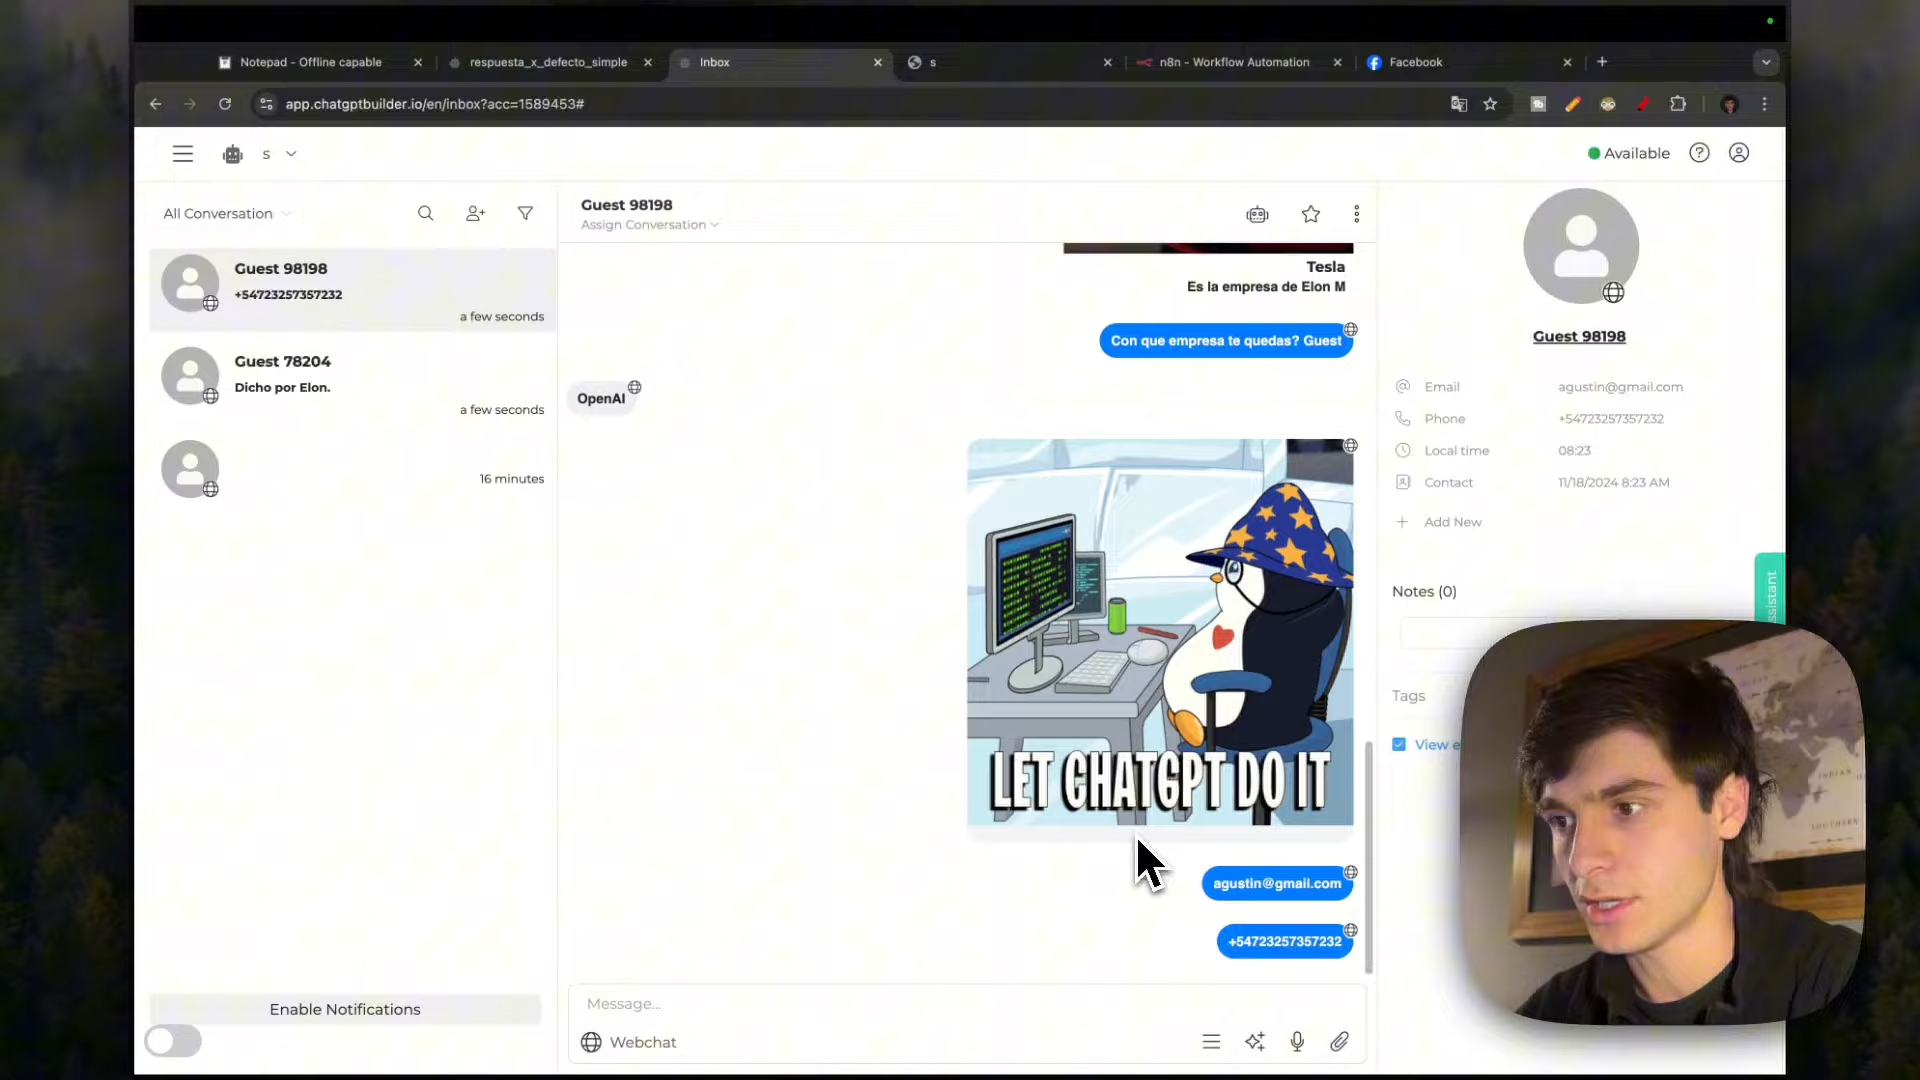 Notepad - Offline capable
respuesta_x_defecto_simple
Inbox
s
n8n - Workflow Automation
Facebook
app.chatgptbuilder.io/en/inbox?acc=1589453#
s
Available
All Conversation
Guest 98198
+54723257357232
a few seconds
Guest 78204
Dicho por Elon.
a few seconds
16 minutes
Enable Notifications
Guest 98198
Assign Conversation
Tesla
Es la empresa de Elon M
Con que empresa te quedas? Guest
OpenAI
LET CHATGPT DO IT
agustin@gmail.com
+54723257357232
Message...
Webchat
Guest 98198
Email agustin@gmail.com
Phone +54723257357232
Local time 08:23
Contact 11/18/2024 8:23 AM
Add New
Notes (0)
Tags
View e
sistant
INDIAN
SOUTHERN